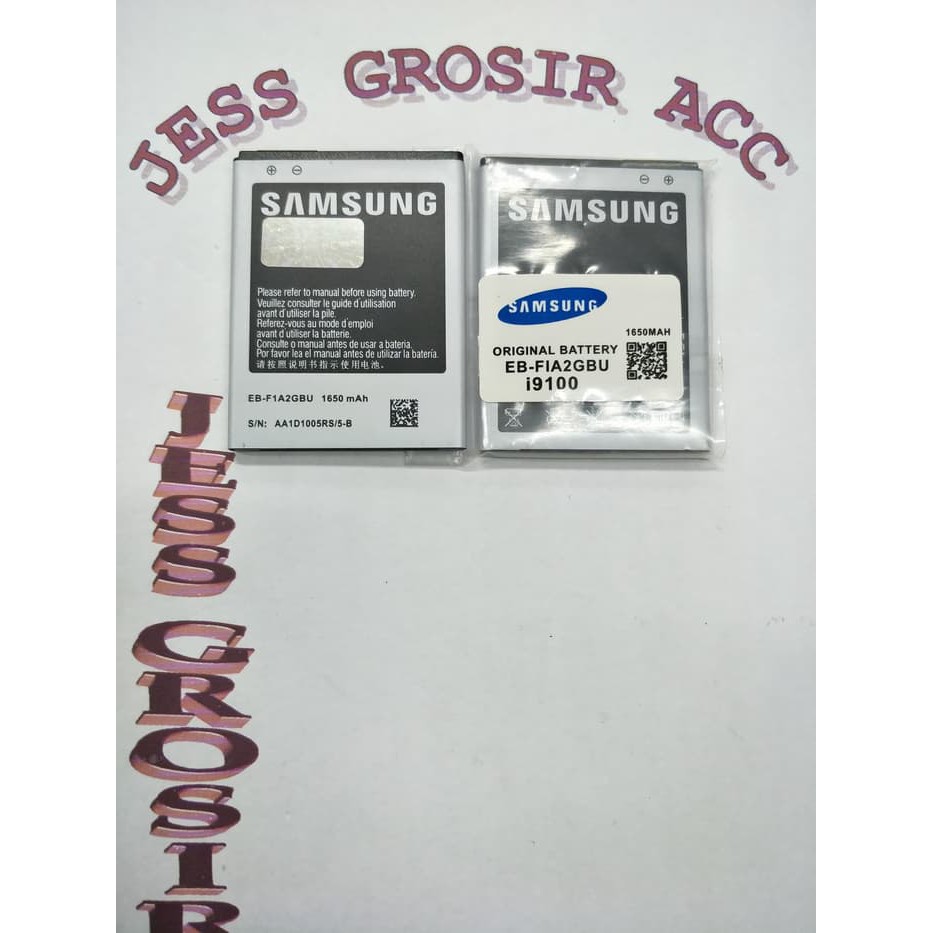 JESS GROSIR ACC
SAMSUNG
Please refer to manual before using battery.
Veuillez consulter le guide d'utilisation
avant d'utiliser la pile.
Referez-vous au mode d'emploi
avant d'utiliser la batterie.
Consulte o manual antes de usar a bateria.
Por favor lea el manual antes de utilizar la batería.
请按照说明书指示使用电池。
EB-F1A2GBU 1650 mAh
S/N: AA1D1005RS/5-B
SAMSUNG
SAMSUNG
1650MAH
ORIGINAL BATTERY
EB-FIA2GBU
i9100
JESS GROSIR